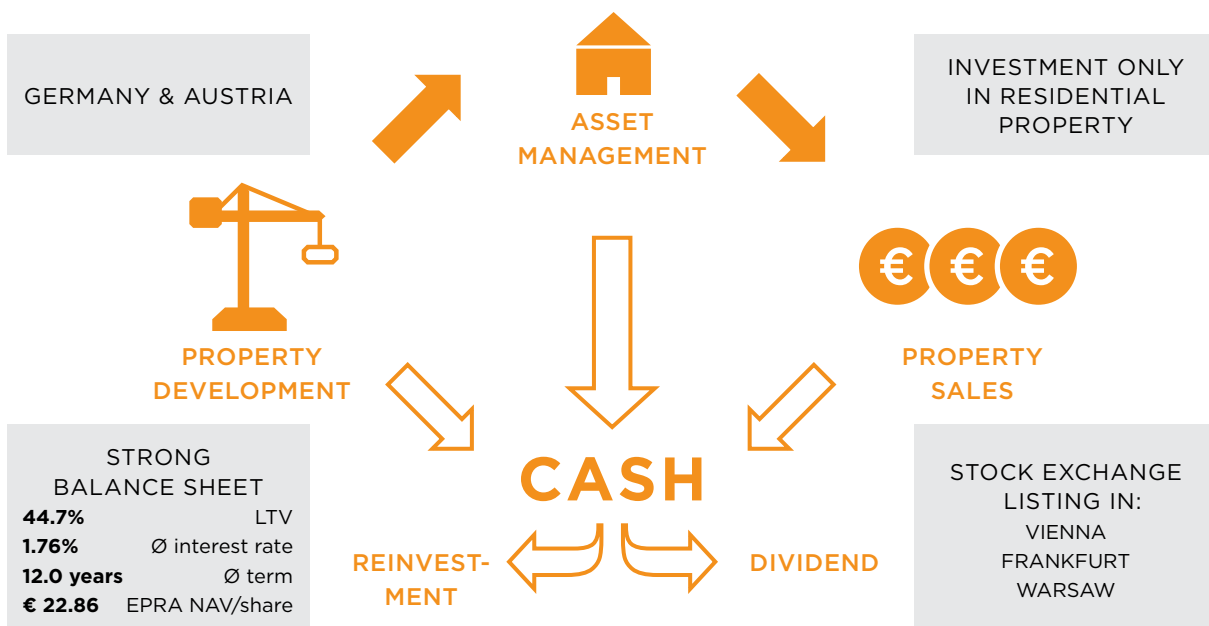 GERMANY & AUSTRIA
ASSET
MANAGEMENT
INVESTMENT ONLY
IN RESIDENTIAL
PROPERTY
€ € €
PROPERTY
DEVELOPMENT
PROPERTY
SALES
STRONG
BALANCE SHEET
44.7% LTV
1.76% Ø interest rate
12.0 years Ø term
€ 22.86 EPRA NAV/share
CASH
REINVEST-
MENT
DIVIDEND
STOCK EXCHANGE
LISTING IN:
VIENNA
FRANKFURT
WARSAW